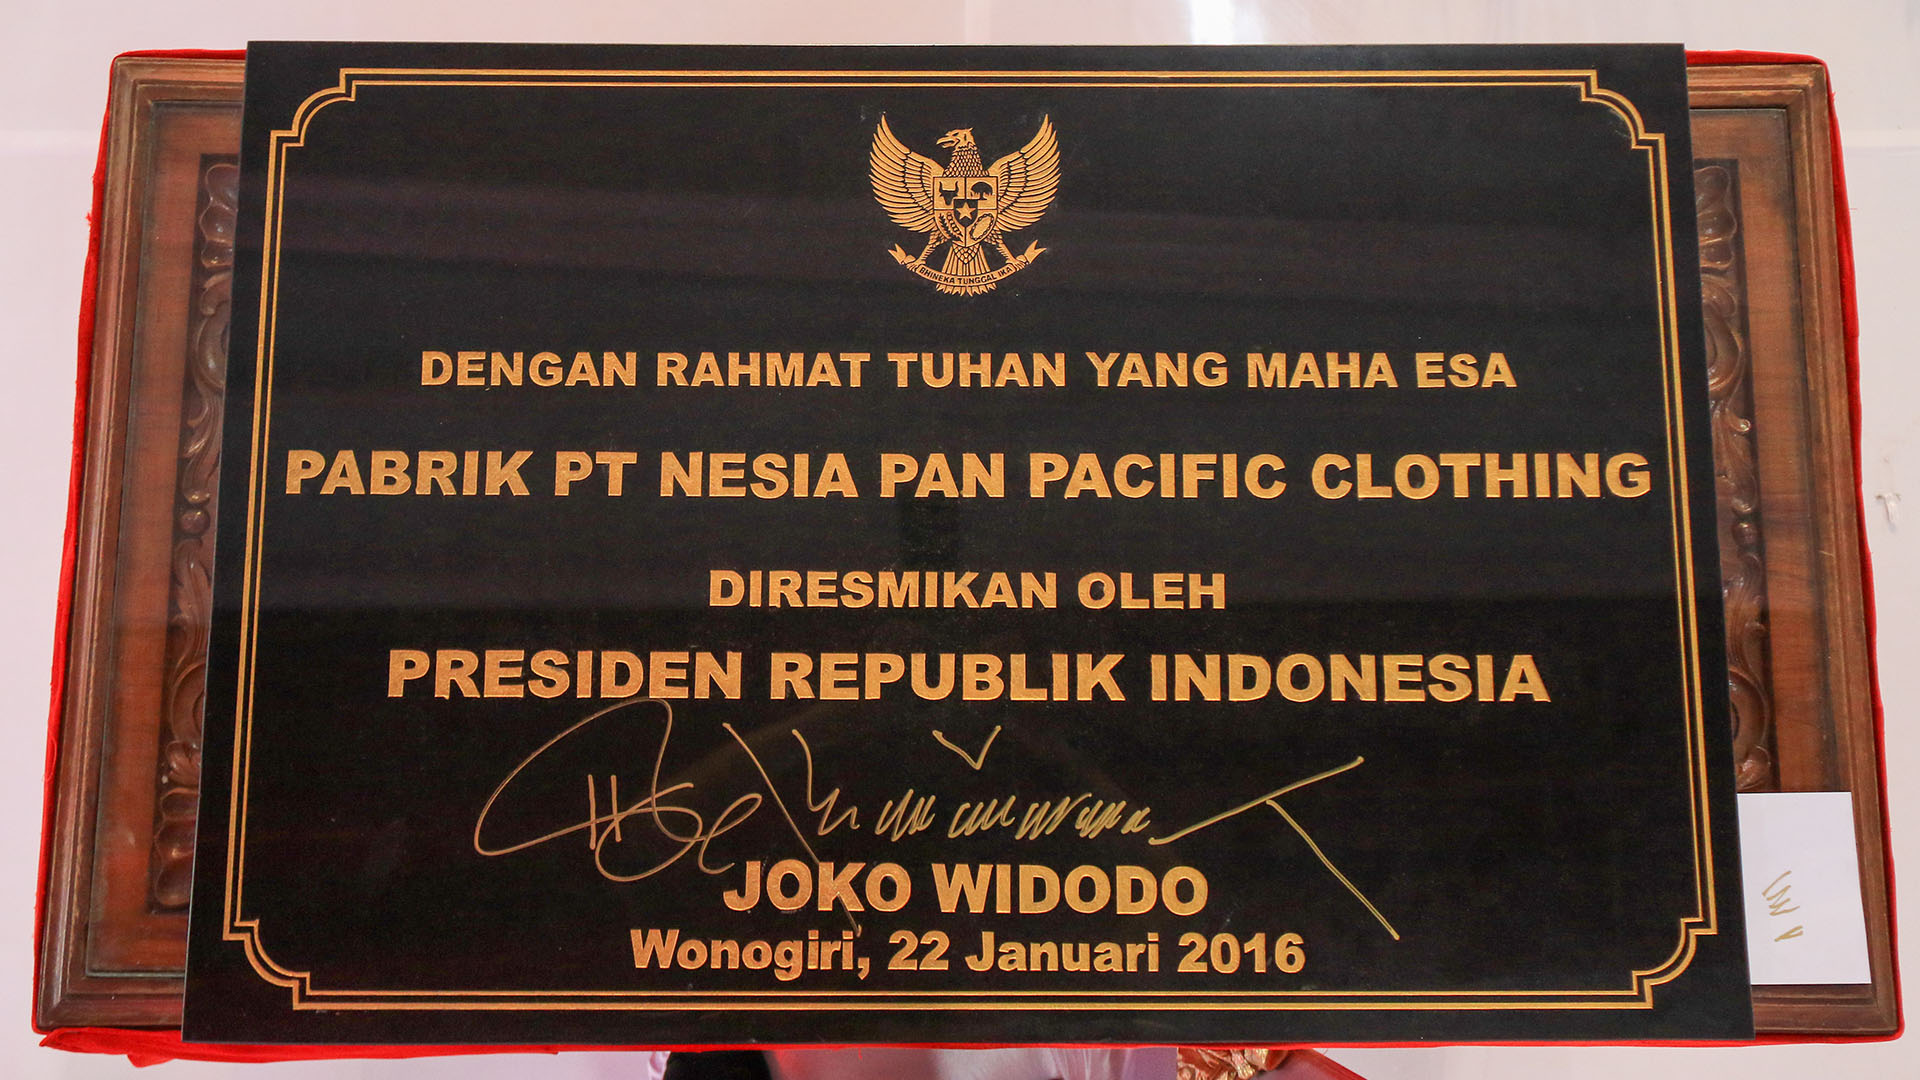 BHINEKA TUNGGAL IKA
DENGAN RAHMAT TUHAN YANG MAHA ESA
PABRIK PT NESIA PAN PACIFIC CLOTHING
DIRESMIKAN OLEH
PRESIDEN REPUBLIK INDONESIA
JOKO WIDODO
Wonogiri, 22 Januari 2016